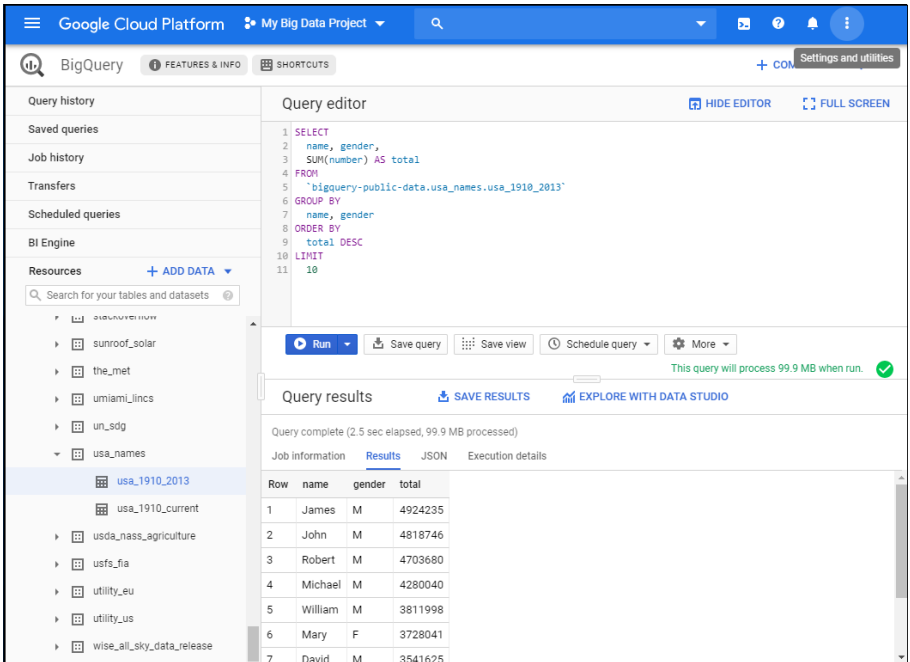 Google Cloud Platform My Big Data Project
Settings and utilities
BigQuery FEATURES & INFO SHORTCUTS
Query history
Saved queries
Job history
Transfers
Scheduled queries
BI Engine
Resources + ADD DATA
Search for your tables and datasets
sunroof_solar
the_met
umiami_lincs
un_sdg
usa_names
usa_1910_2013
usa_1910_current
usda_nass_agriculture
usfs_fia
utility_eu
utility_us
wise_all_sky_data_release
Query editor HIDE EDITOR FULL SCREEN
1 SELECT
2 name, gender,
3 SUM(number) AS total
4 FROM
5 `bigquery-public-data.usa_names.usa_1910_2013`
6 GROUP BY
7 name, gender
8 ORDER BY
9 total DESC
10 LIMIT
11 10
Run Save query Save view Schedule query More
This query will process 99.9 MB when run.
Query results SAVE RESULTS EXPLORE WITH DATA STUDIO
Query complete (2.5 sec elapsed, 99.9 MB processed)
Job information Results JSON Execution details
Row name gender total
1 James M 4924235
2 John M 4818746
3 Robert M 4703680
4 Michael M 4280040
5 William M 3811998
6 Mary F 3728041
7 David M 3541625